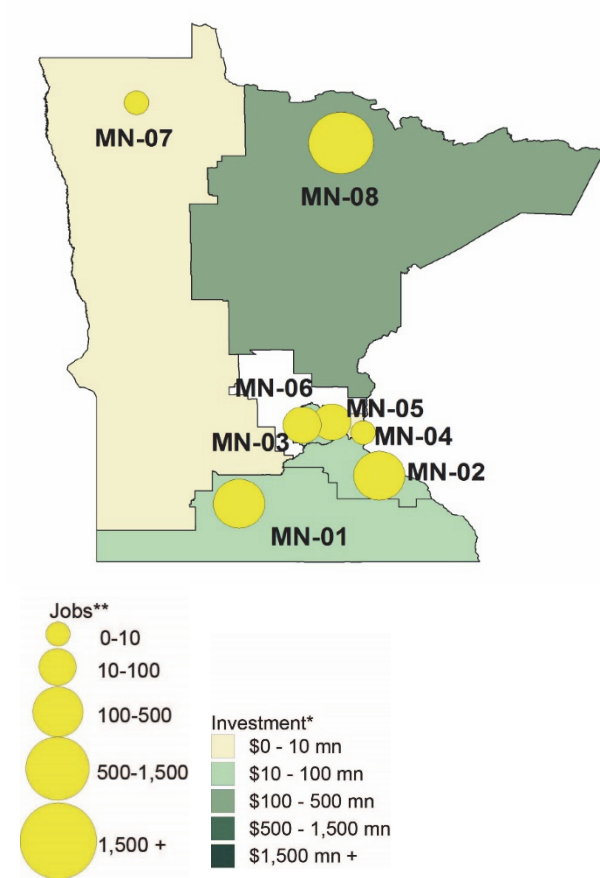 MN-07
MN-08
MN-06
MN-05
MN-03
MN-04
MN-02
MN-01
Jobs**
0-10
10-100
100-500
500-1,500
1,500 +
Investment*
$0 - 10 mn
$10 - 100 mn
$100 - 500 mn
$500 - 1,500 mn
$1,500 mn +